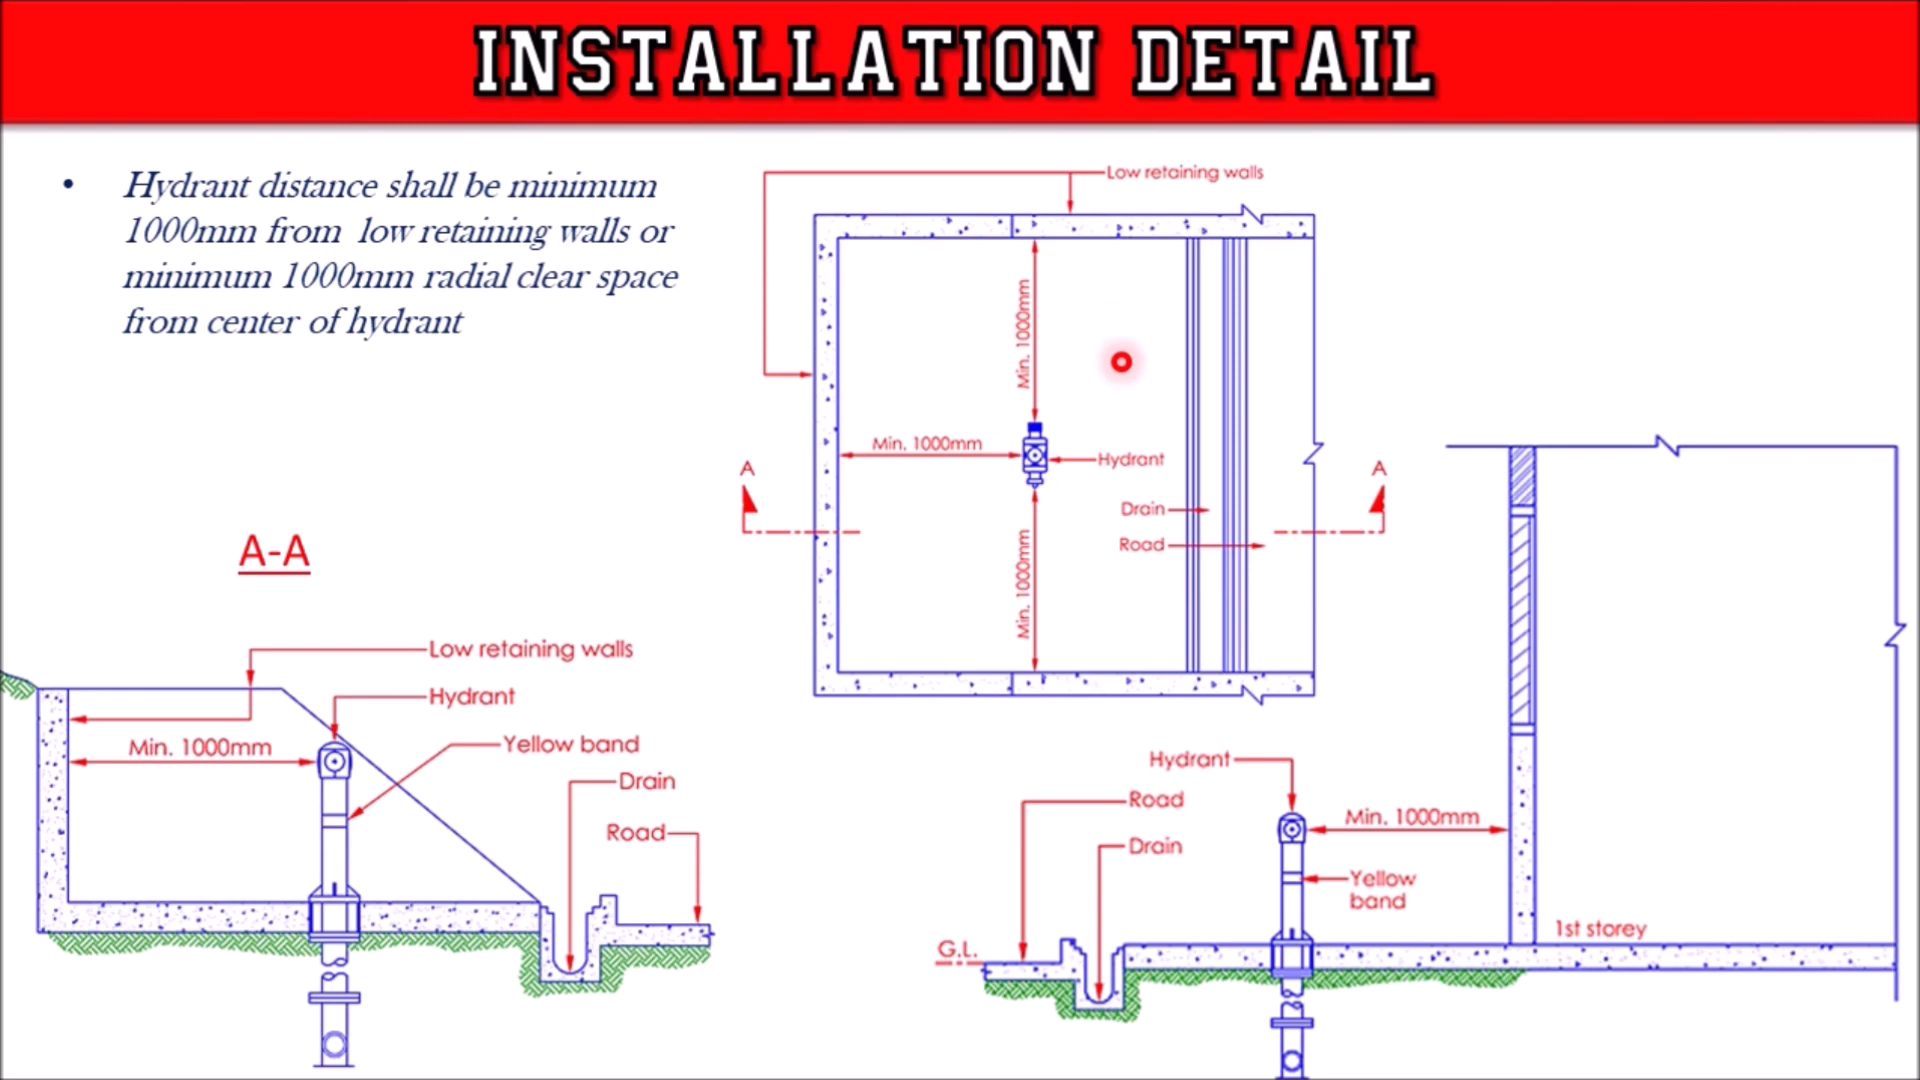 INSTALLATION DETAIL
• Hydrant distance shall be minimum
1000mm from low retaining walls or
minimum 1000mm radial clear space
from center of hydrant
Low retaining walls
Min. 1000mm
Min. 1000mm
Hydrant
A
A
Drain
Road
Min. 1000mm
A-A
Low retaining walls
Hydrant
Yellow band
Min. 1000mm
Drain
Road
Hydrant
Road
Min. 1000mm
Drain
Yellow
band
1st storey
G.L.